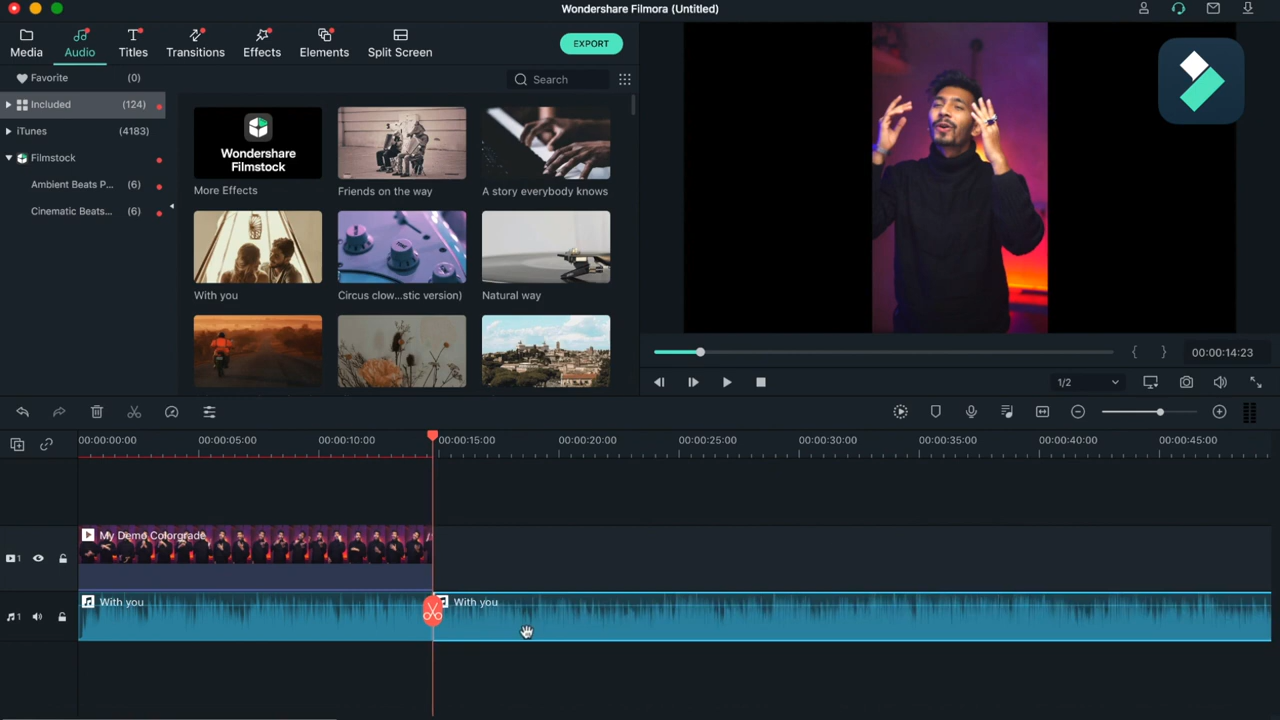 Wondershare Filmora (Untitled)
Media
Audio
Titles
Transitions
Effects
Elements
Split Screen
EXPORT
Favorite (0)
Search
Included (124)
iTunes (4183)
Filmstock
Ambient Beats P... (6)
Cinematic Beats... (6)
Wondershare
Filmstock
More Effects
Friends on the way
A story everybody knows
With you
Circus clow...stic version)
Natural way
{ }
00:00:14:23
1/2
00:00:00:00
00:00:05:00
00:00:10:00
00:00:15:00
00:00:20:00
00:00:25:00
00:00:30:00
00:00:35:00
00:00:40:00
00:00:45:00
My Demo Colorgrade
1
With you
With you
1